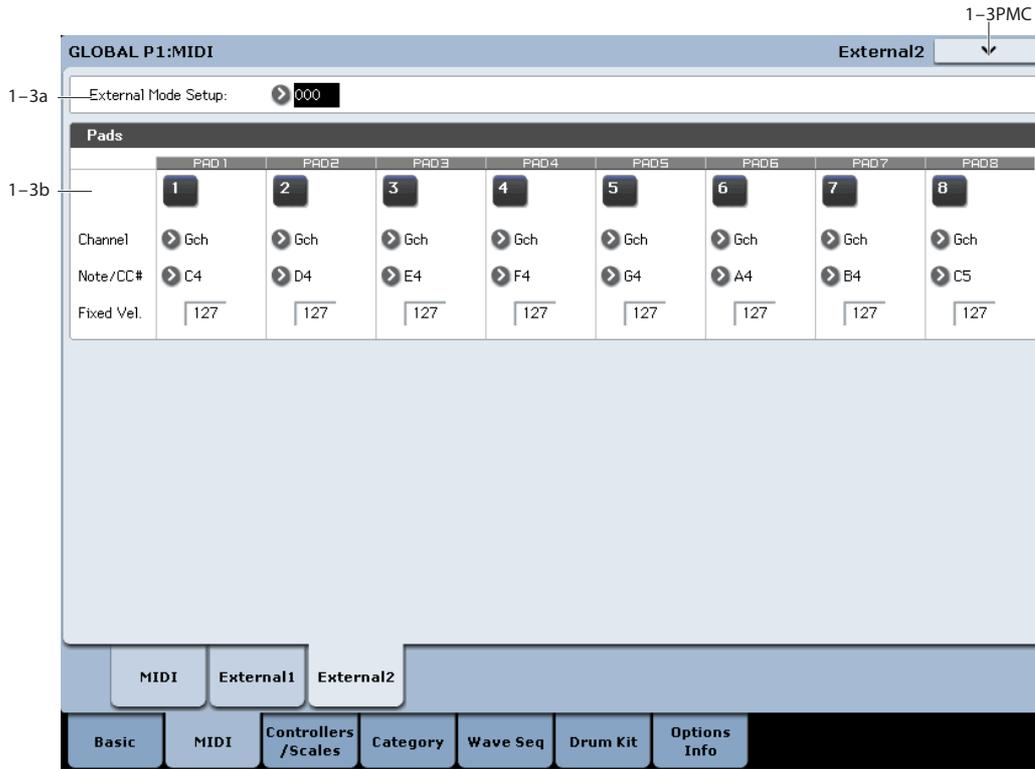 1–3PMC
GLOBAL P1:MIDI External2
1–3a External Mode Setup: 000
Pads
PAD1 PAD2 PAD3 PAD4 PAD5 PAD6 PAD7 PAD8
1–3b 1 2 3 4 5 6 7 8
Channel Gch Gch Gch Gch Gch Gch Gch Gch
Note/CC# C4 D4 E4 F4 G4 A4 B4 C5
Fixed Vel. 127 127 127 127 127 127 127 127
MIDI External1 External2
Basic MIDI Controllers /Scales Category Wave Seq Drum Kit Options Info